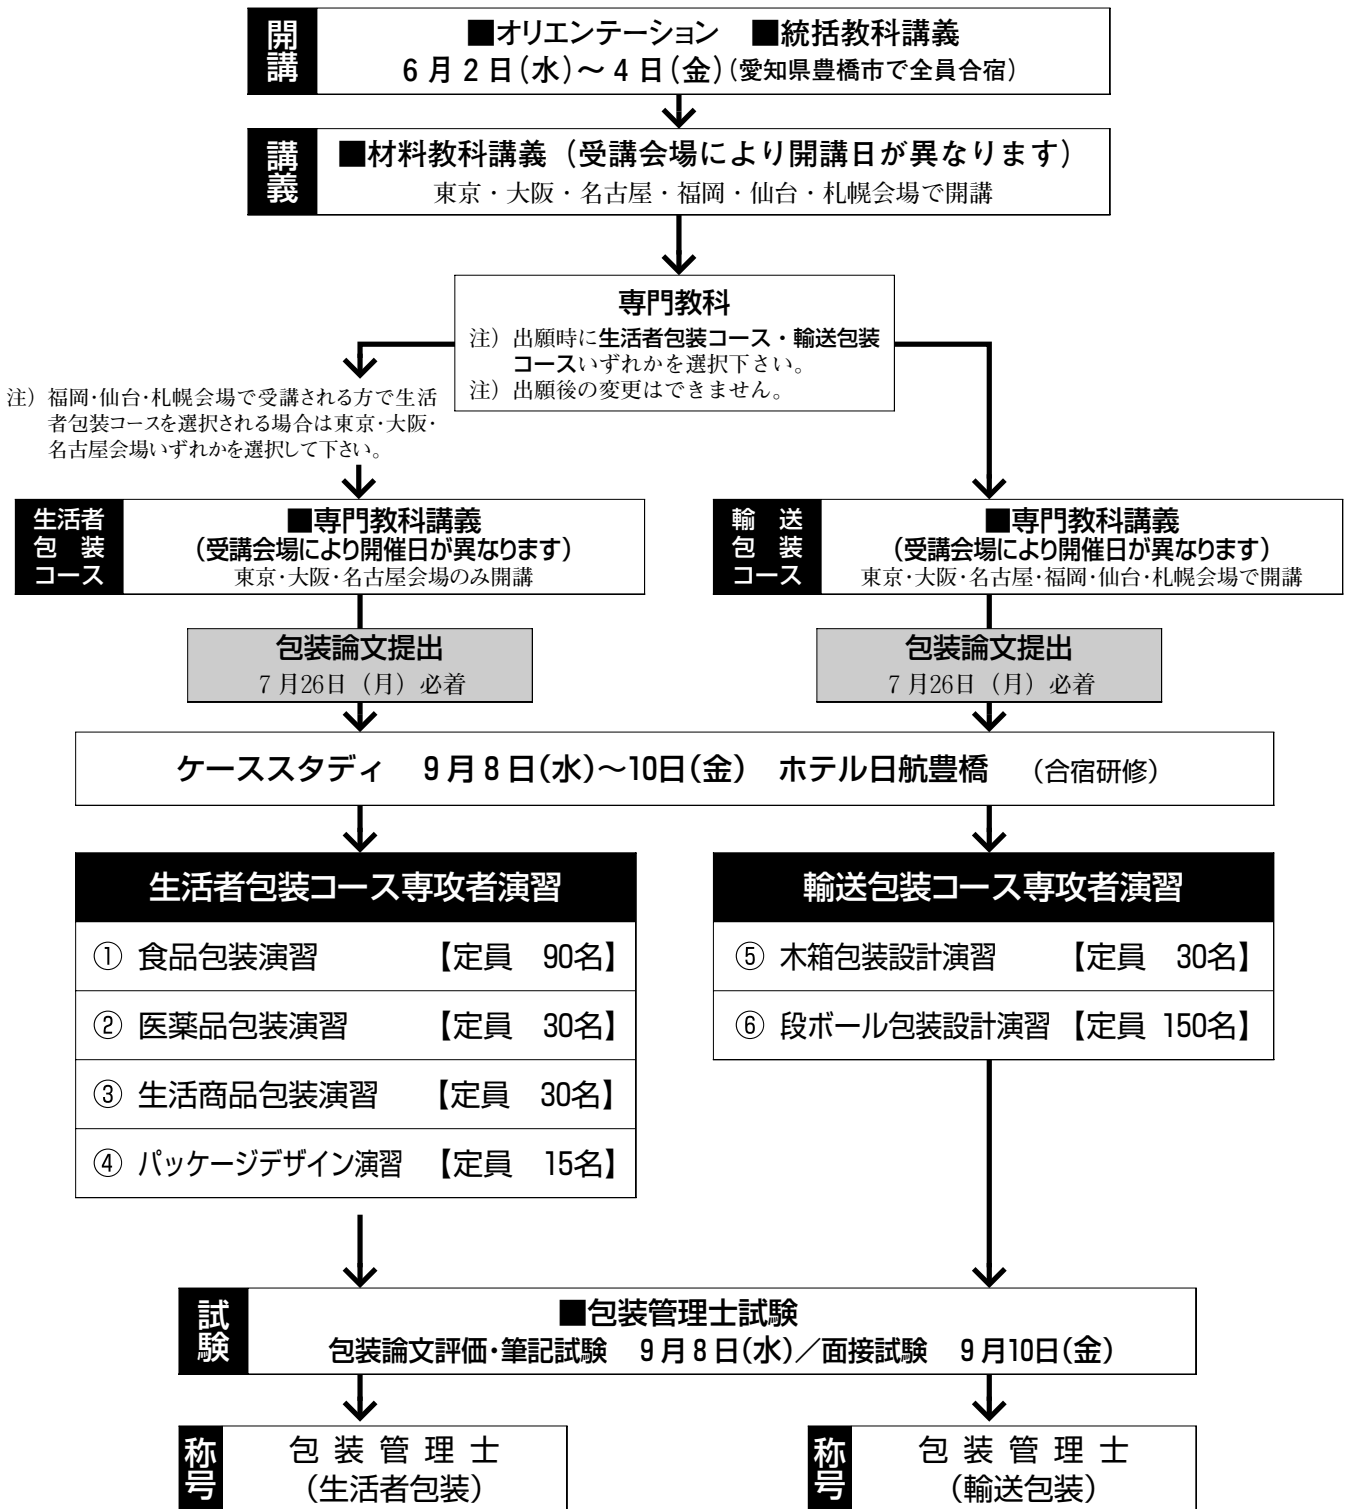 開講
■オリエンテーション　■統括教科講義
6月2日(水)～4日(金)(愛知県豊橋市で全員合宿)
講義
■材料教科講義（受講会場により開講日が異なります）
東京・大阪・名古屋・福岡・仙台・札幌会場で開講
専門教科
注）出願時に生活者包装コース・輸送包装
コースいずれかを選択下さい。
注）出願後の変更はできません。
注）福岡・仙台・札幌会場で受講される方で生活
者包装コースを選択される場合は東京・大阪・
名古屋会場いずれかを選択して下さい。
生活者
包装
コース
■専門教科講義
（受講会場により開催日が異なります）
東京・大阪・名古屋会場のみ開講
輸送
包装
コース
■専門教科講義
（受講会場により開催日が異なります）
東京・大阪・名古屋・福岡・仙台・札幌会場で開講
包装論文提出
7月26日（月）必着
包装論文提出
7月26日（月）必着
ケーススタディ　9月8日(水)～10日(金)　ホテル日航豊橋　（合宿研修）
生活者包装コース専攻者演習
① 食品包装演習　【定員　90名】
② 医薬品包装演習　【定員　30名】
③ 生活商品包装演習　【定員　30名】
④ パッケージデザイン演習　【定員　15名】
輸送包装コース専攻者演習
⑤ 木箱包装設計演習　【定員　30名】
⑥ 段ボール包装設計演習　【定員 150名】
試験
■包装管理士試験
包装論文評価・筆記試験　9月8日(水)／面接試験　9月10日(金)
称号
包装管理士
（生活者包装）
称号
包装管理士
（輸送包装）